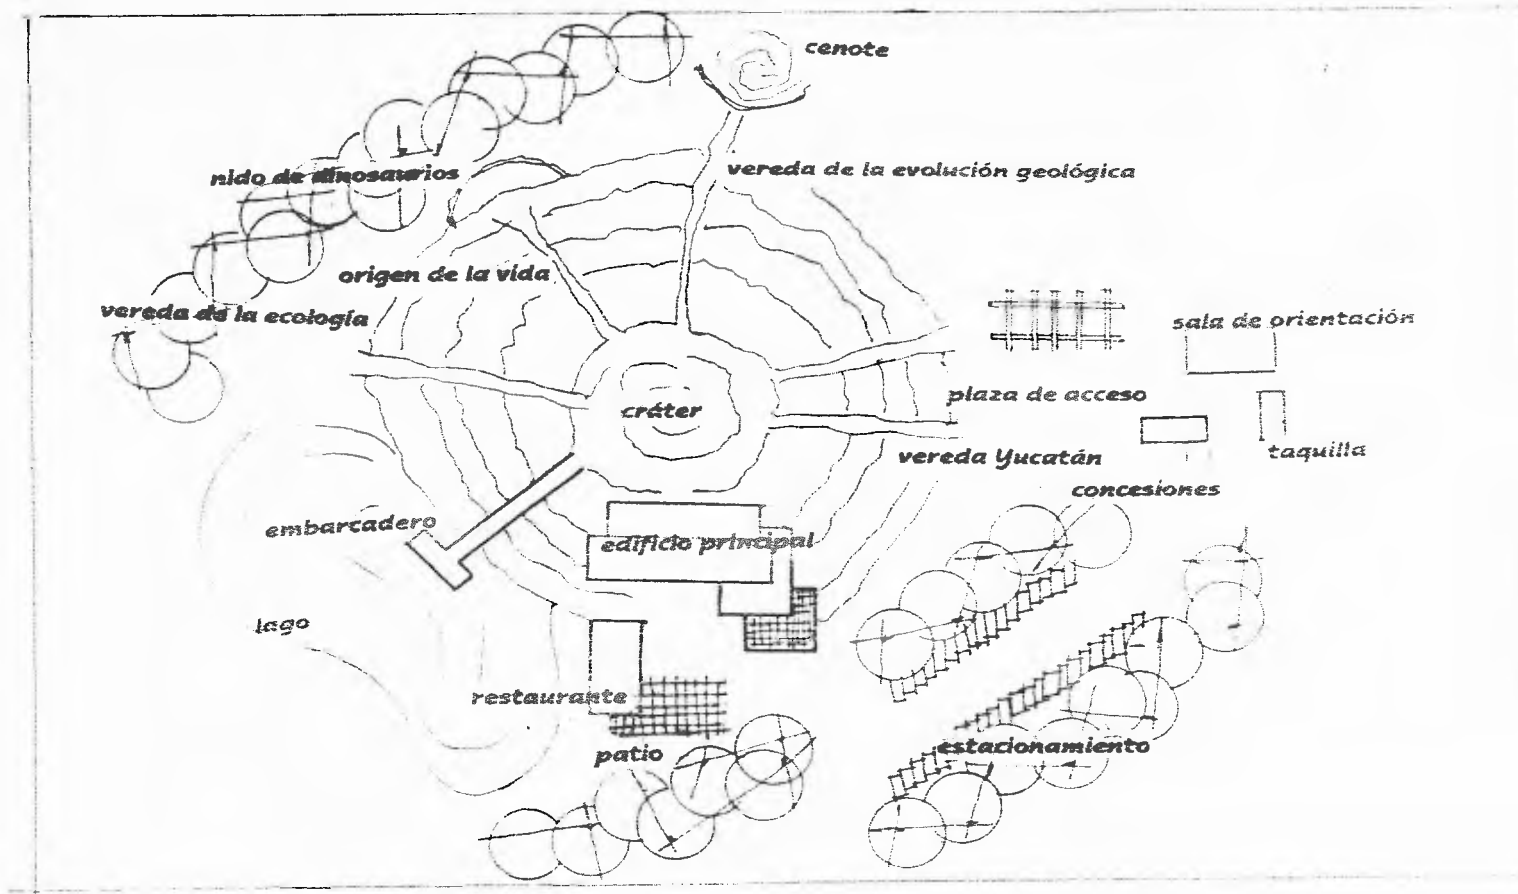 cenote
vereda de la evolución geológica
nido de dinosaurios
origen de la vida
vereda de la ecología
sala de orientación
plaza de acceso
cráter
taquilla
vereda Yucatán
concesiones
embarcadero
edificio principal
lago
restaurante
patio
estacionamiento